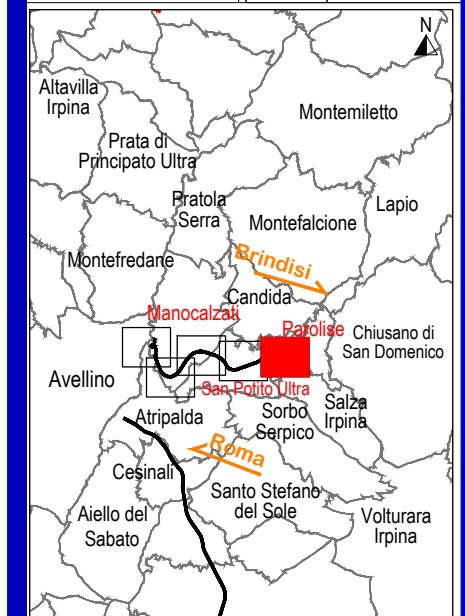 N
Altavilla
Irpina
Montemiletto
Prata di
Principato Ultra
Pratola
Serra
Lapio
Montefalcione
Montefredane
Brindisi
Candida
Manocalzati
Parolise
Chiusano di
San Domenico
Avellino
San Potito Ultra
Atripalda
Sorbo
Serpico
Salza
Irpina
Roma
Cesinali
Santo Stefano
del Sole
Aiello del
Sabato
Volturara
Irpina